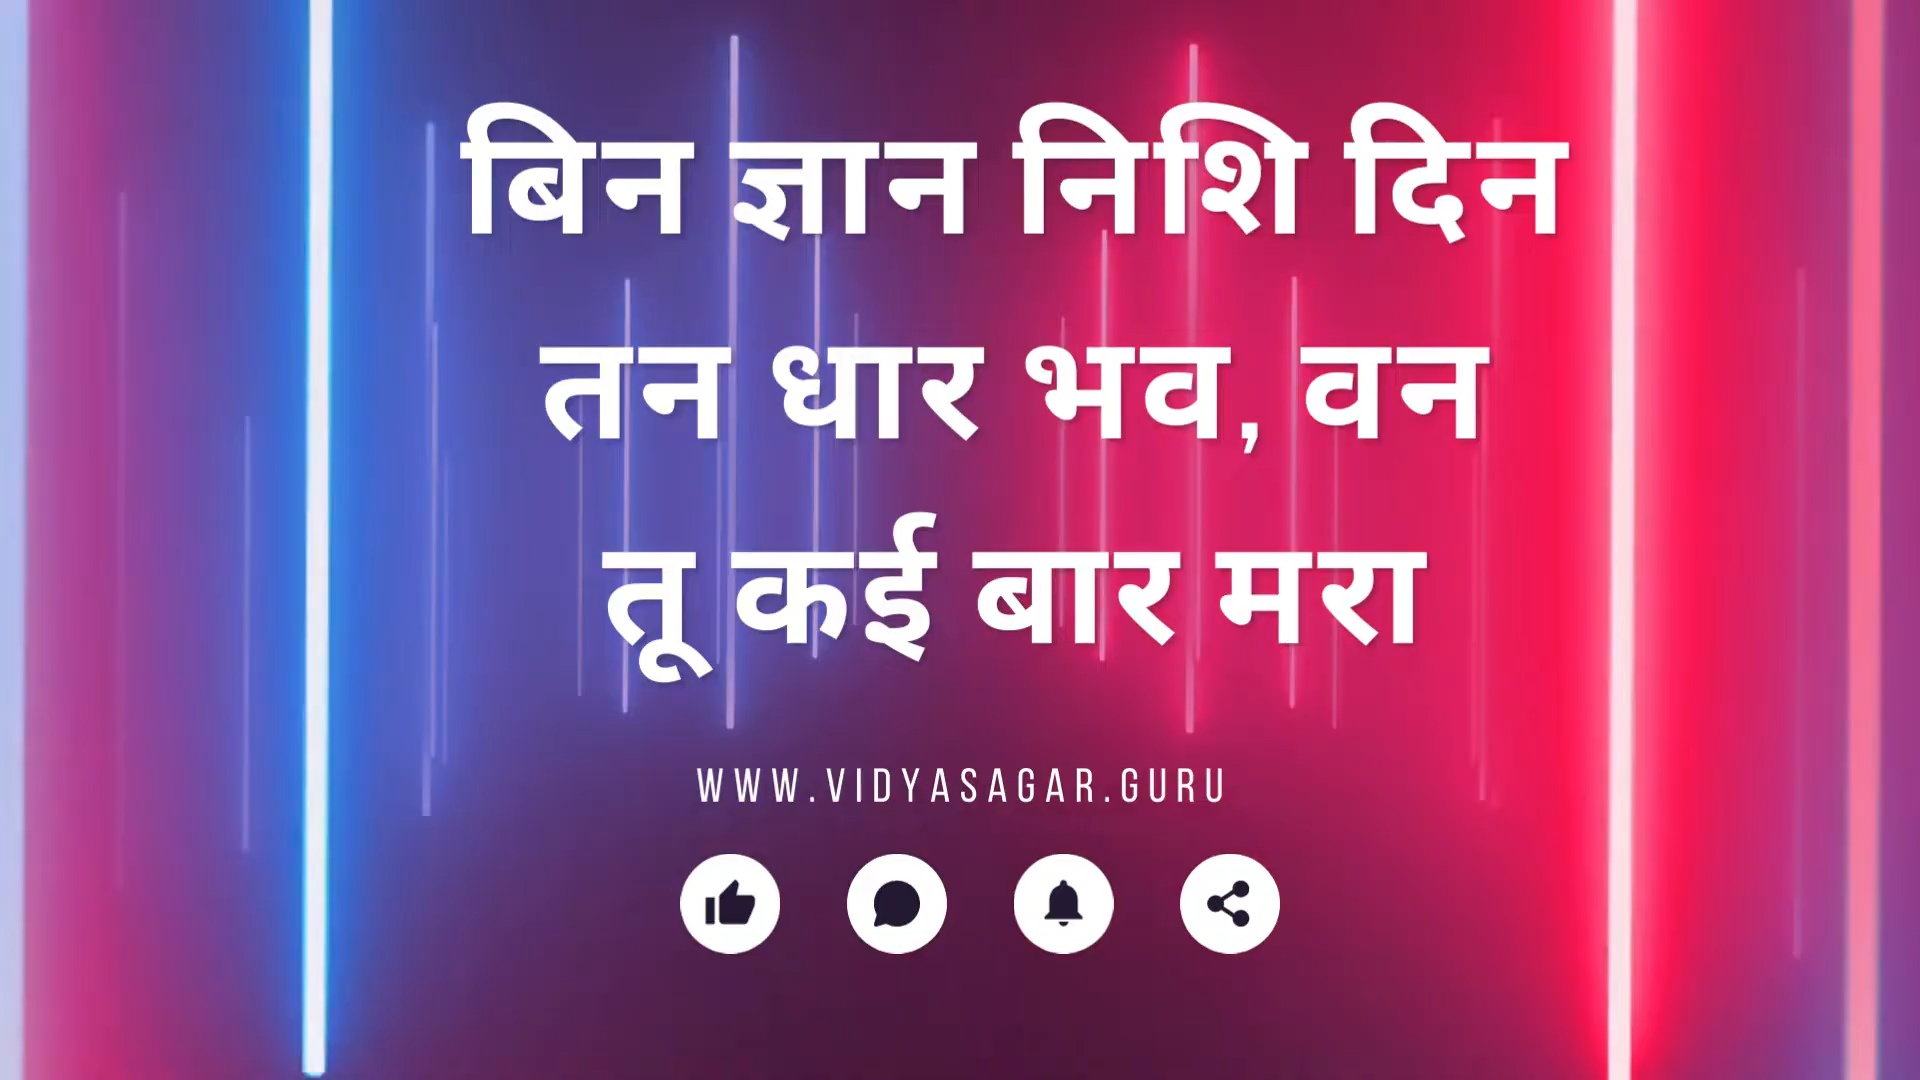 बिन ज्ञान निशि दिन
तन धार भव, वन
तू कई बार मरा
WWW.VIDYASAGAR.GURU